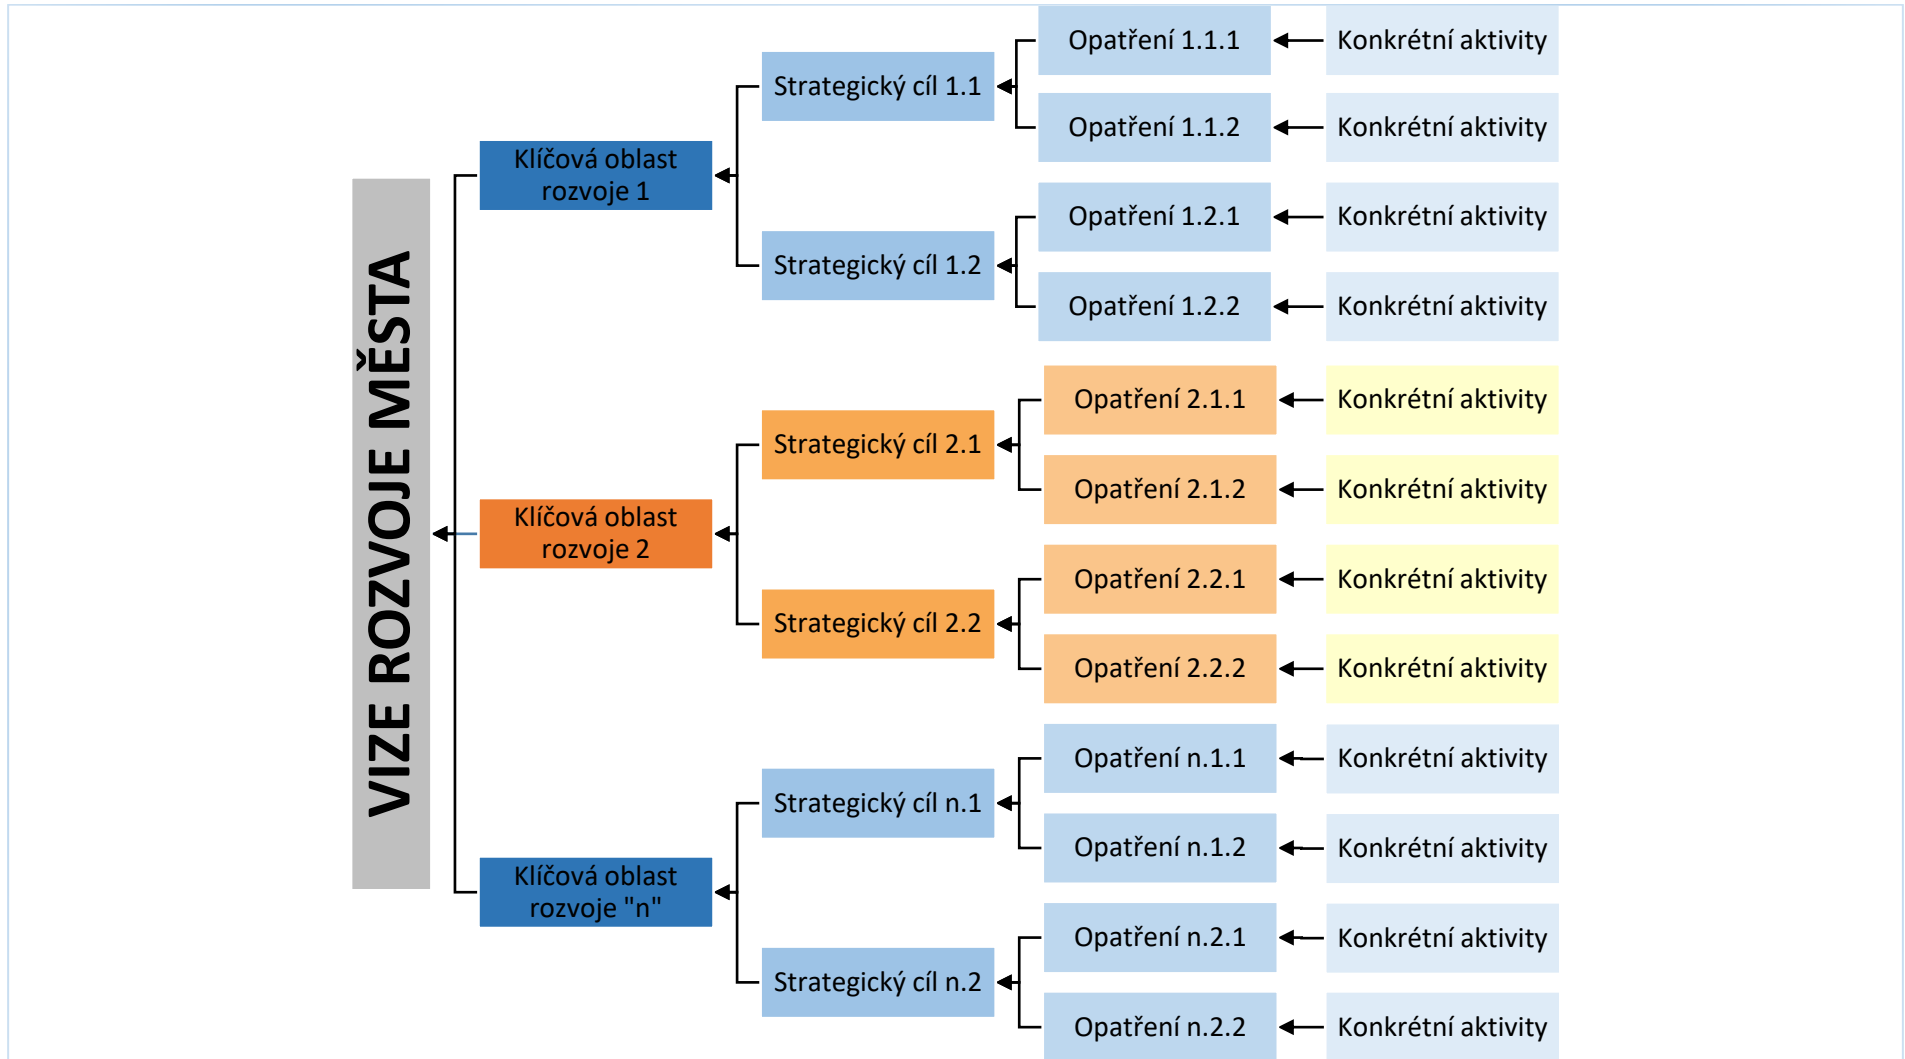 VIZE ROZVOJE MĚSTA
Klíčová oblast
rozvoje 1
Strategický cíl 1.1
Opatření 1.1.1
Konkrétní aktivity
Opatření 1.1.2
Konkrétní aktivity
Strategický cíl 1.2
Opatření 1.2.1
Konkrétní aktivity
Opatření 1.2.2
Konkrétní aktivity
Klíčová oblast
rozvoje 2
Strategický cíl 2.1
Opatření 2.1.1
Konkrétní aktivity
Opatření 2.1.2
Konkrétní aktivity
Strategický cíl 2.2
Opatření 2.2.1
Konkrétní aktivity
Opatření 2.2.2
Konkrétní aktivity
Klíčová oblast
rozvoje "n"
Strategický cíl n.1
Opatření n.1.1
Konkrétní aktivity
Opatření n.1.2
Konkrétní aktivity
Strategický cíl n.2
Opatření n.2.1
Konkrétní aktivity
Opatření n.2.2
Konkrétní aktivity